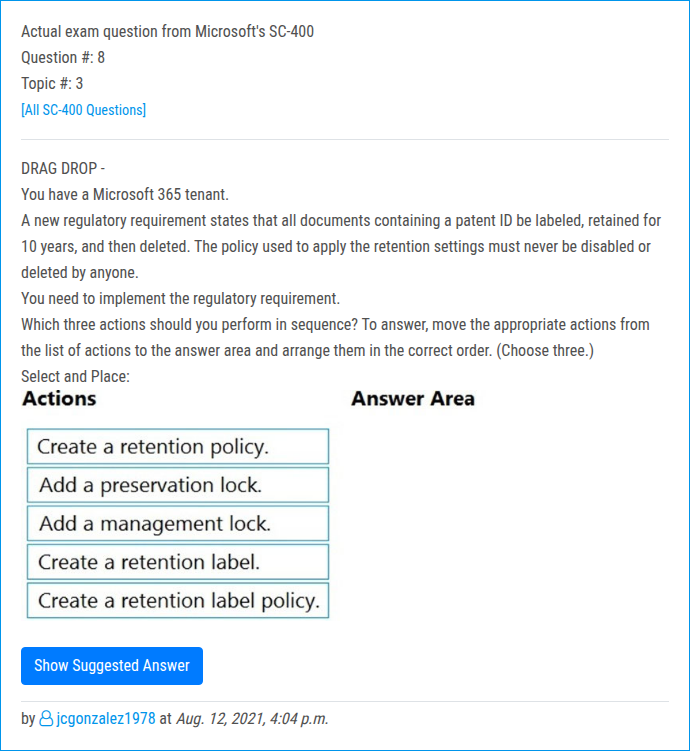 Actual exam question from Microsoft's SC-400
Question #: 8
Topic #: 3
[All SC-400 Questions]
DRAG DROP -
You have a Microsoft 365 tenant.
A new regulatory requirement states that all documents containing a patent ID be labeled, retained for
10 years, and then deleted. The policy used to apply the retention settings must never be disabled or
deleted by anyone.
You need to implement the regulatory requirement.
Which three actions should you perform in sequence? To answer, move the appropriate actions from
the list of actions to the answer area and arrange them in the correct order. (Choose three.)
Select and Place:
Actions
Answer Area
Create a retention policy.
Add a preservation lock.
Add a management lock.
Create a retention label.
Create a retention label policy.
Show Suggested Answer
by jcgonzalez1978 at Aug. 12, 2021, 4:04 p.m.